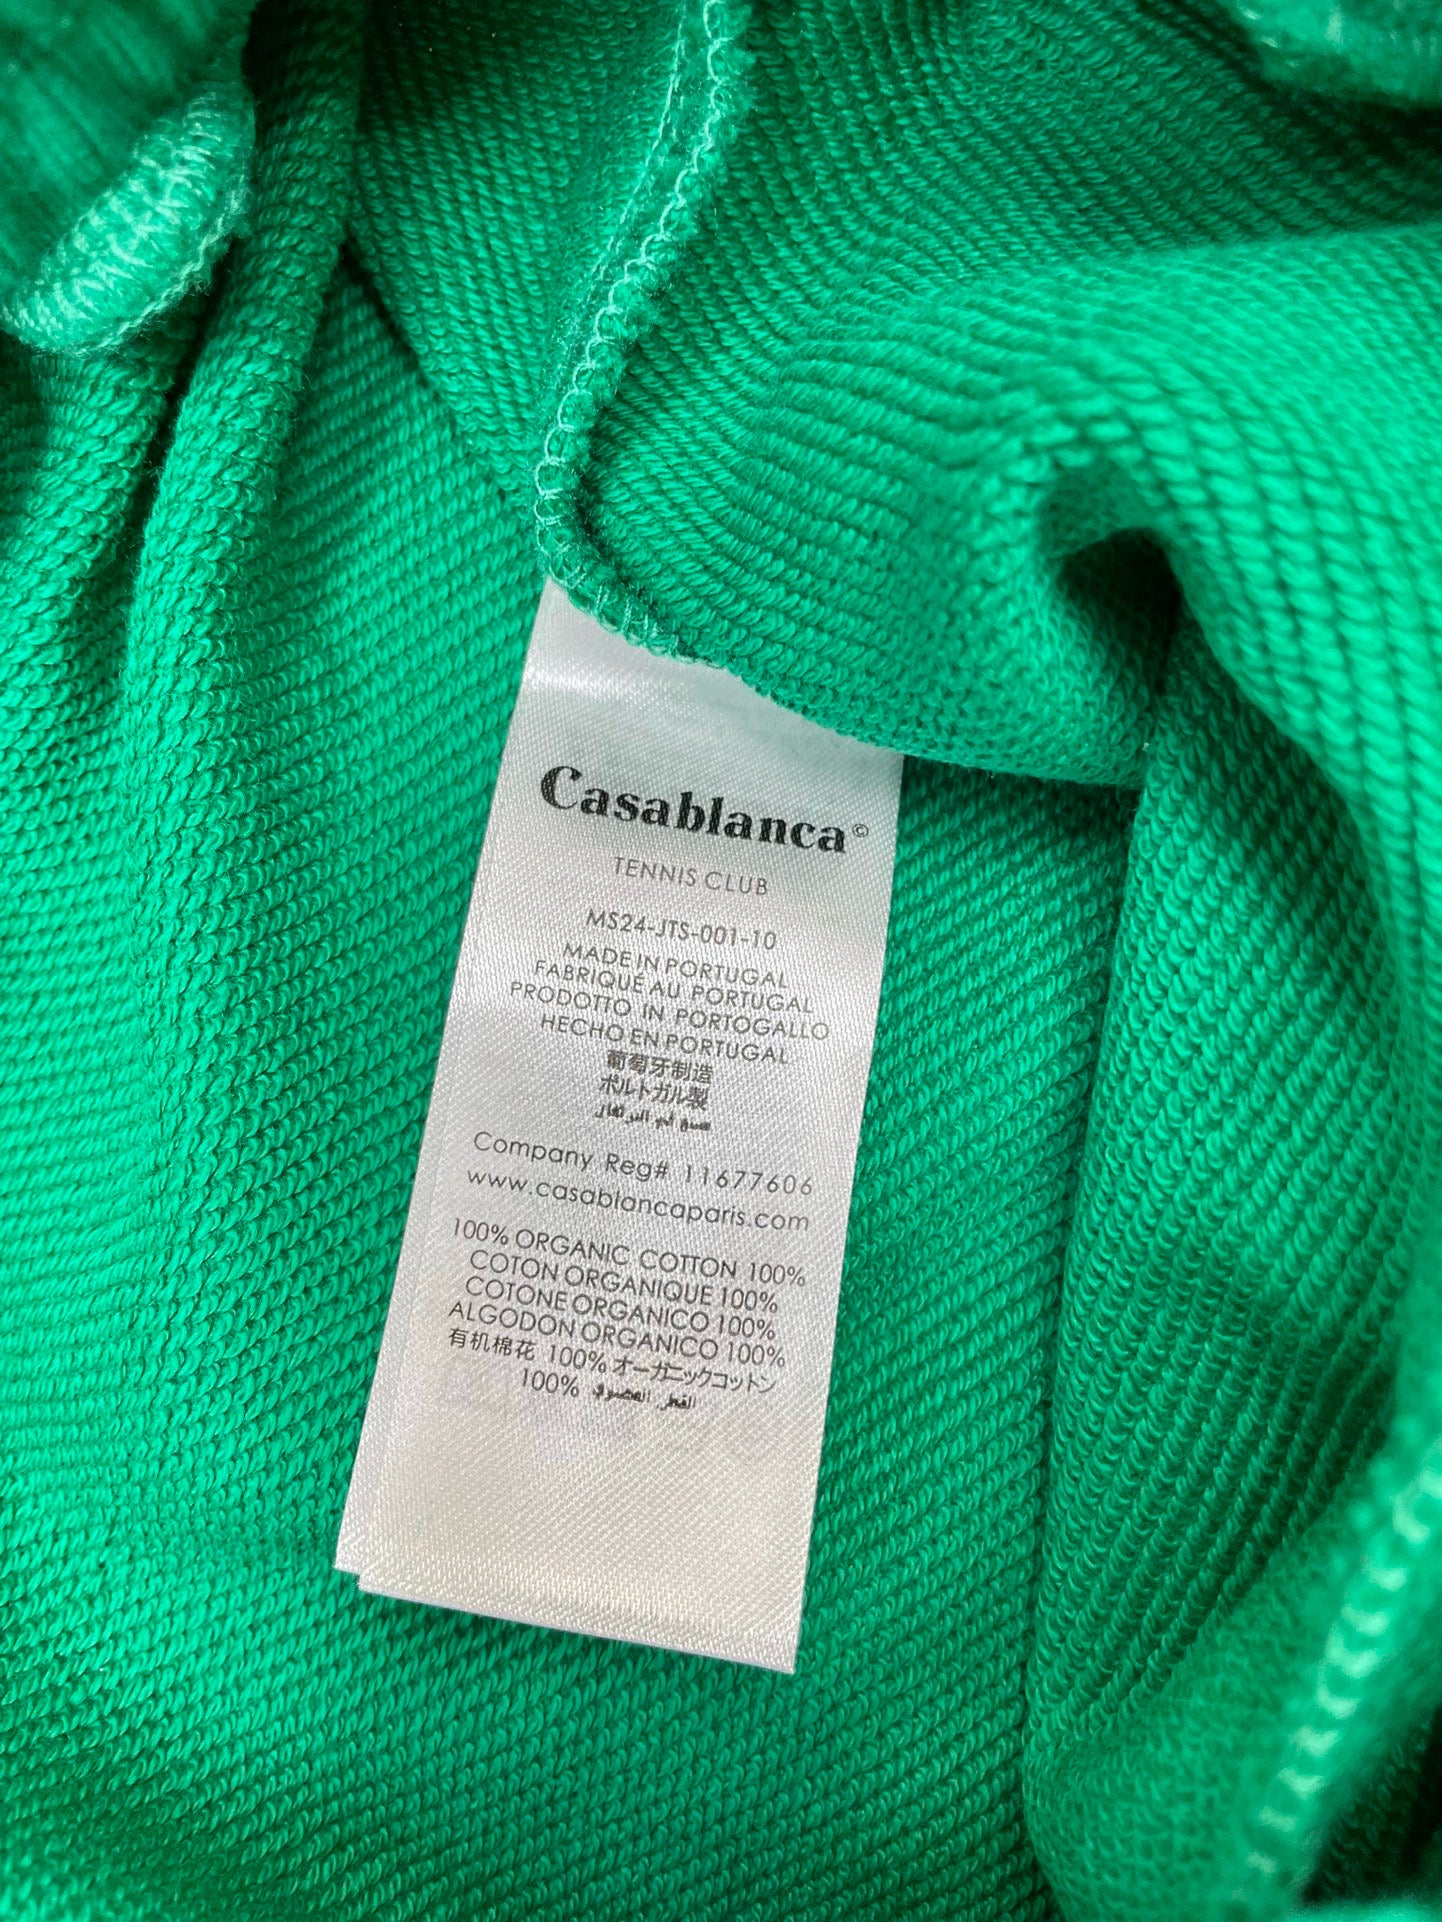 Casablanca©
TENNIS CLUB
MS24-JTS-001-10
MADE IN PORTUGAL
FABRIQUÉ AU PORTUGAL
PRODOTTO IN PORTOGALLO
HECHO EN PORTUGAL
葡萄牙制造
ポルトガル製
Company Reg# 11677606
www.casablancaparis.com
100% ORGANIC COTTON 100%
COTON ORGANIQUE 100%
COTONE ORGANICO 100%
ALGODON ORGANICO 100%
有机棉花 100% オーガニックコットン
100% القطن العضوي